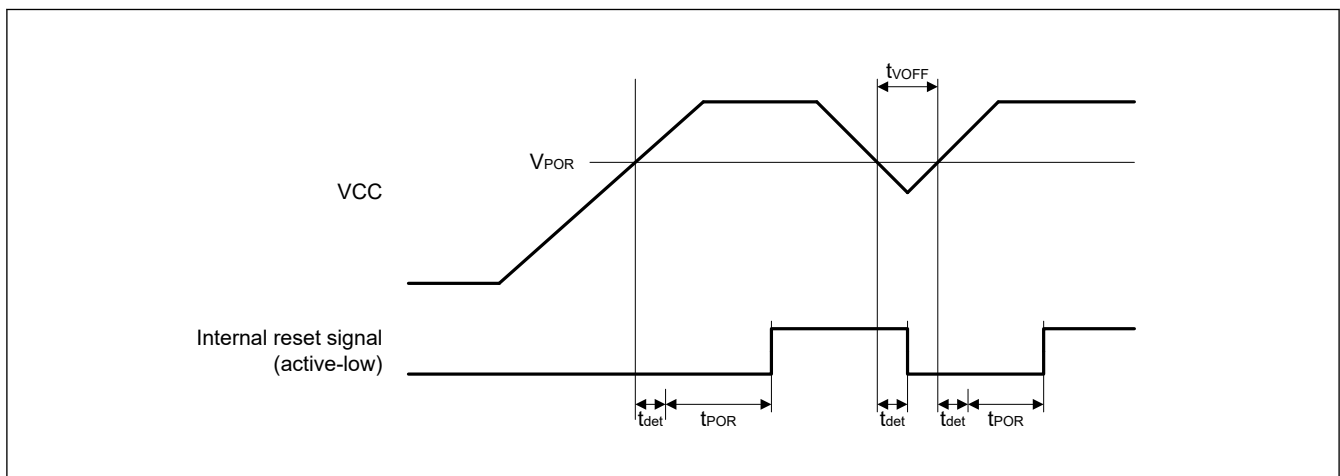 tVOFF
VPOR
VCC
Internal reset signal
(active-low)
tdet
tPOR
tdet
tdet
tPOR